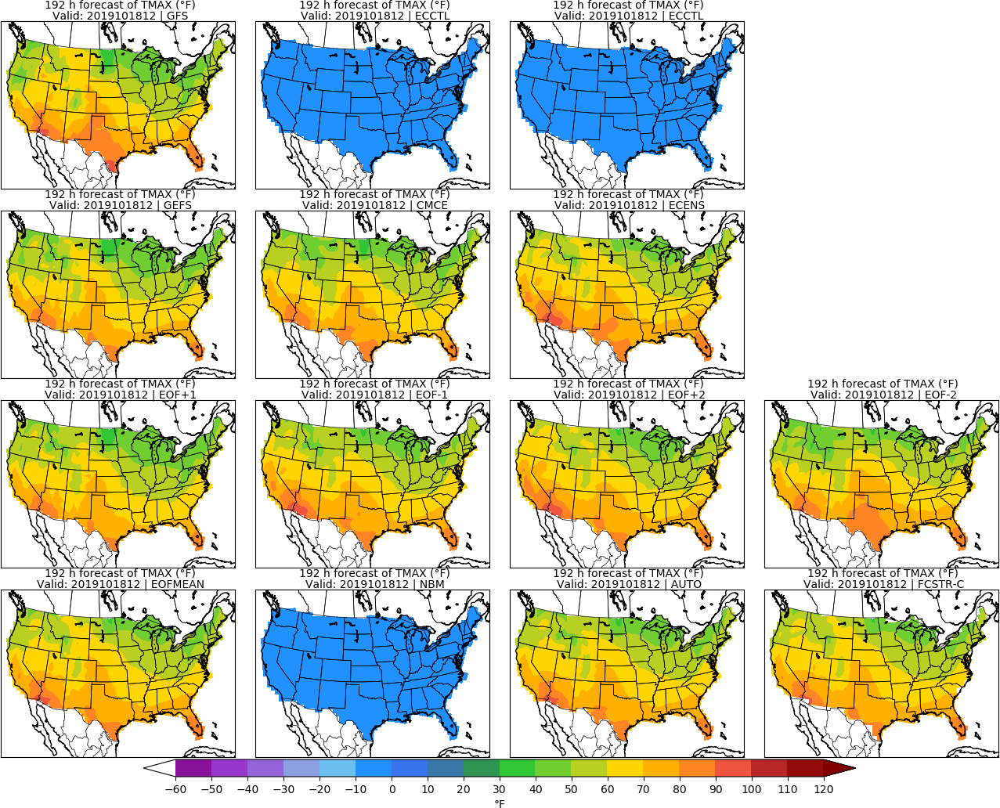 192 h forecast of TMAX (°F)
Valid: 2019101812 | GFS
192 h forecast of TMAX (°F)
Valid: 2019101812 | ECCTL
192 h forecast of TMAX (°F)
Valid: 2019101812 | ECCTL
192 h forecast of TMAX (°F)
Valid: 2019101812 | GEFS
192 h forecast of TMAX (°F)
Valid: 2019101812 | CMCE
192 h forecast of TMAX (°F)
Valid: 2019101812 | ECENS
192 h forecast of TMAX (°F)
Valid: 2019101812 | EOF+1
192 h forecast of TMAX (°F)
Valid: 2019101812 | EOF-1
192 h forecast of TMAX (°F)
Valid: 2019101812 | EOF+2
192 h forecast of TMAX (°F)
Valid: 2019101812 | EOF-2
192 h forecast of TMAX (°F)
Valid: 2019101812 | EOFMEAN
192 h forecast of TMAX (°F)
Valid: 2019101812 | NBM
192 h forecast of TMAX (°F)
Valid: 2019101812 | AUTO
192 h forecast of TMAX (°F)
Valid: 2019101812 | FCSTR-C
−60 −50 −40 −30 −20 −10 0 10 20 30 40 50 60 70 80 90 100 110 120
°F